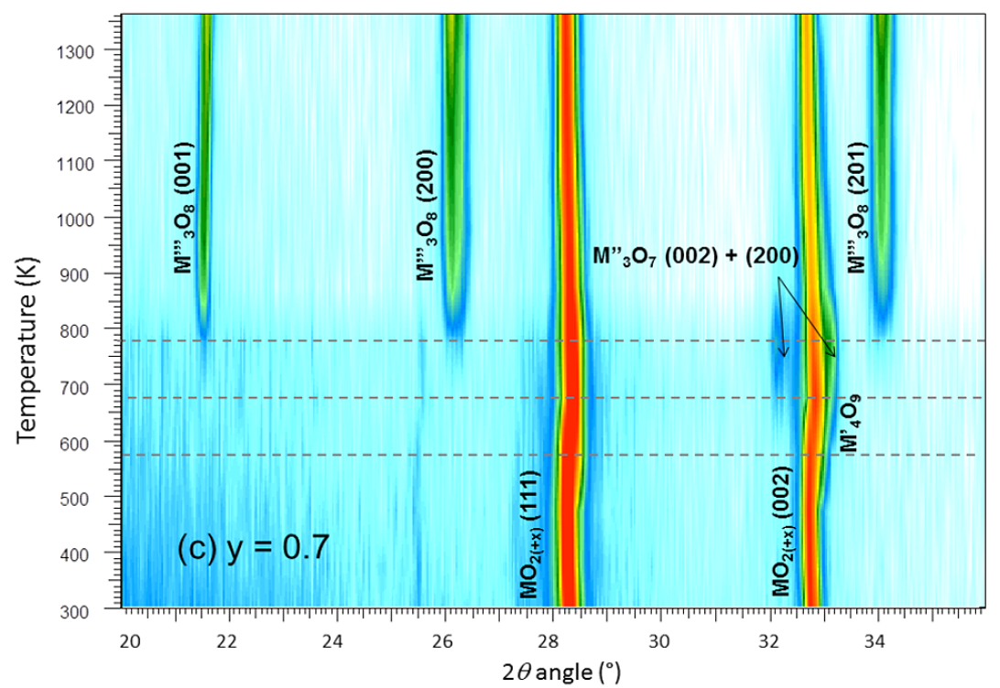 1300
1200
1100
1000
900
800
700
600
500
400
300
Temperature (K)
M'''₃O₈ (001)
M'''₃O₈ (200)
M''₃O₇ (002) + (200)
M'''₃O₈ (201)
M'₄O₉
MO₂₍₊ₓ₎ (111)
MO₂₍₊ₓ₎ (002)
(c) y = 0.7
20 22 24 26 28 30 32 34
2θ angle (°)